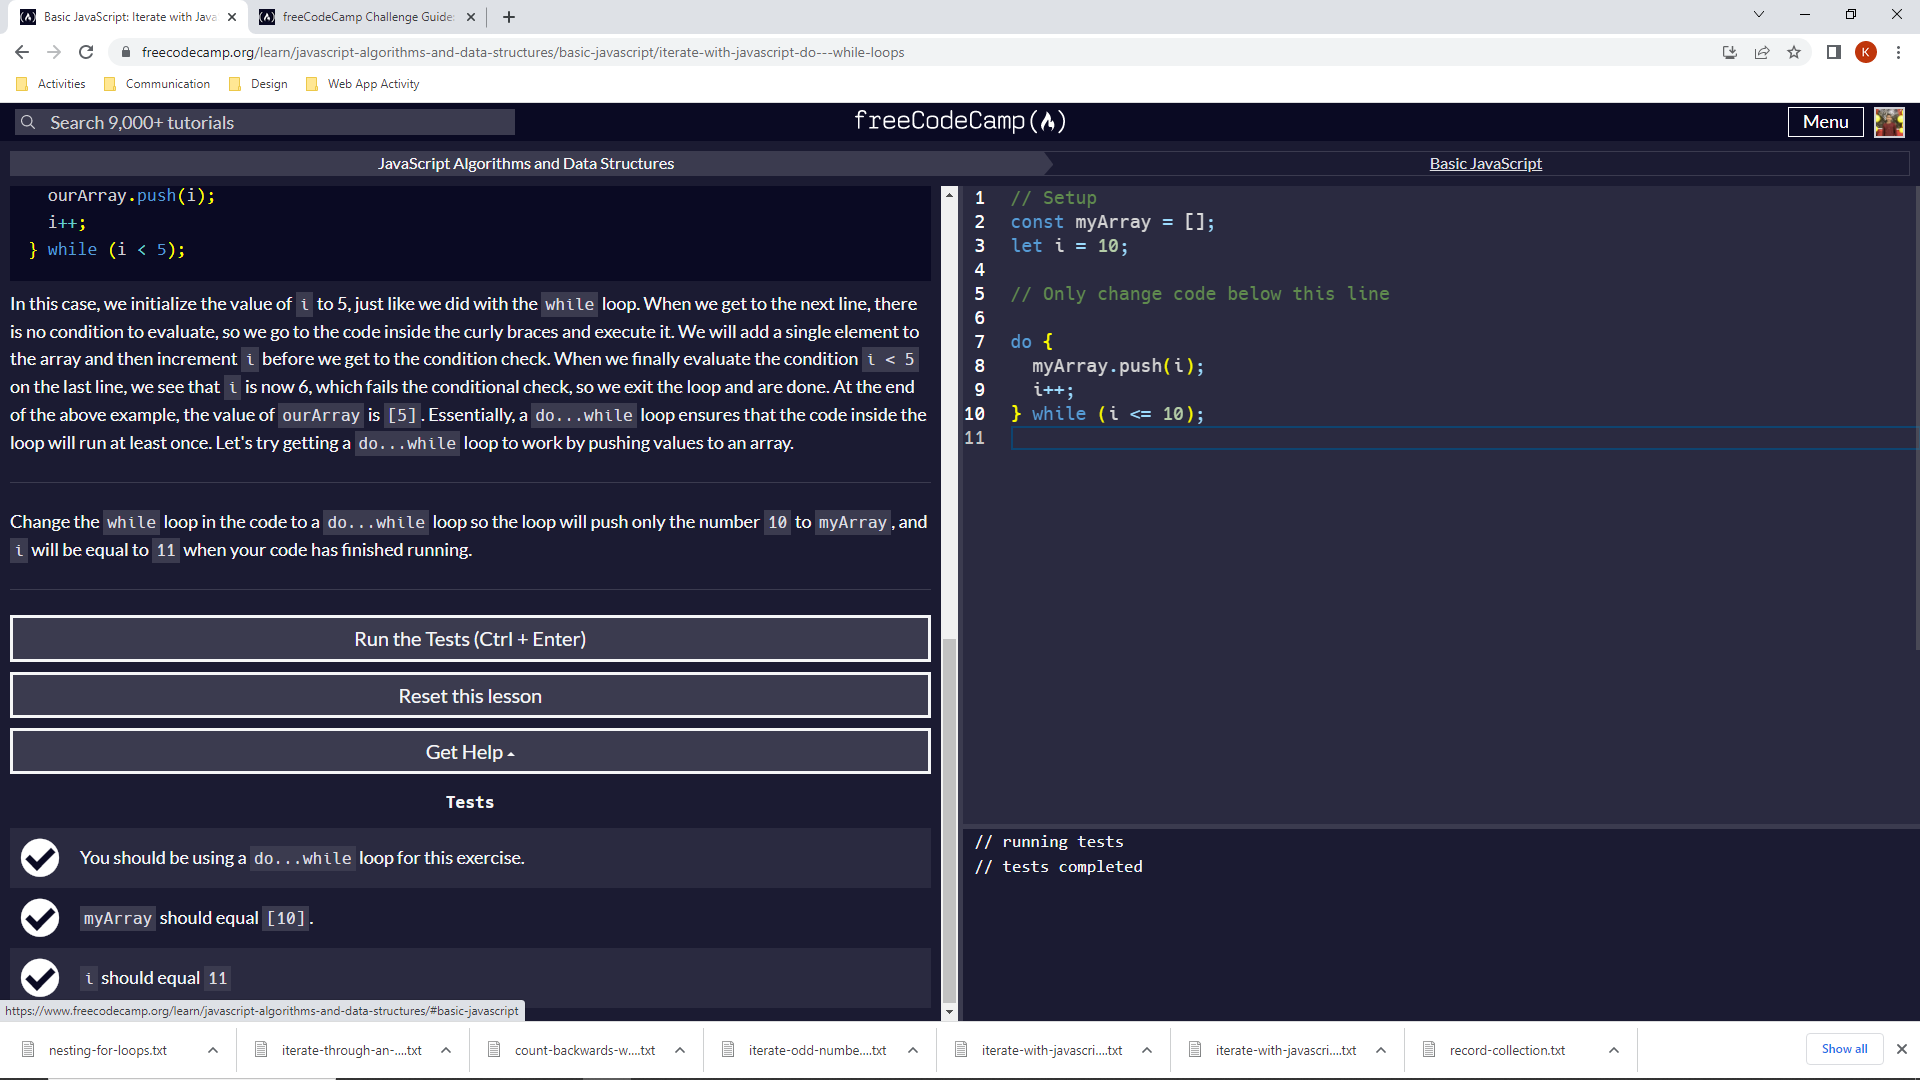 Basic JavaScript: Iterate with Java
freeCodeCamp Challenge Guide:
freecodecamp.org/learn/javascript-algorithms-and-data-structures/basic-javascript/iterate-with-javascript-do---while-loops
K
Activities
Communication
Design
Web App Activity
Search 9,000+ tutorials
freeCodeCamp
Menu
JavaScript Algorithms and Data Structures
Basic JavaScript
ourArray.push(i);
i++;
} while (i < 5);
In this case, we initialize the value of i to 5, just like we did with the while loop. When we get to the next line, there
is no condition to evaluate, so we go to the code inside the curly braces and execute it. We will add a single element to
the array and then increment i before we get to the condition check. When we finally evaluate the condition i < 5
on the last line, we see that i is now 6, which fails the conditional check, so we exit the loop and are done. At the end
of the above example, the value of ourArray is [5]. Essentially, a do...while loop ensures that the code inside the
loop will run at least once. Let's try getting a do...while loop to work by pushing values to an array.
Change the while loop in the code to a do...while loop so the loop will push only the number 10 to myArray, and
i will be equal to 11 when your code has finished running.
Run the Tests (Ctrl + Enter)
Reset this lesson
Get Help
Tests
You should be using a do...while loop for this exercise.
myArray should equal [10].
i should equal 11
https://www.freecodecamp.org/learn/javascript-algorithms-and-data-structures/#basic-javascript
1 // Setup
2 const myArray = [];
3 let i = 10;
4
5 // Only change code below this line
6
7 do {
8 myArray.push(i);
9 i++;
10 } while (i <= 10);
11
// running tests
// tests completed
nesting-for-loops.txt
iterate-through-an-....txt
count-backwards-w....txt
iterate-odd-numbe....txt
iterate-with-javascri....txt
iterate-with-javascri....txt
record-collection.txt
Show all